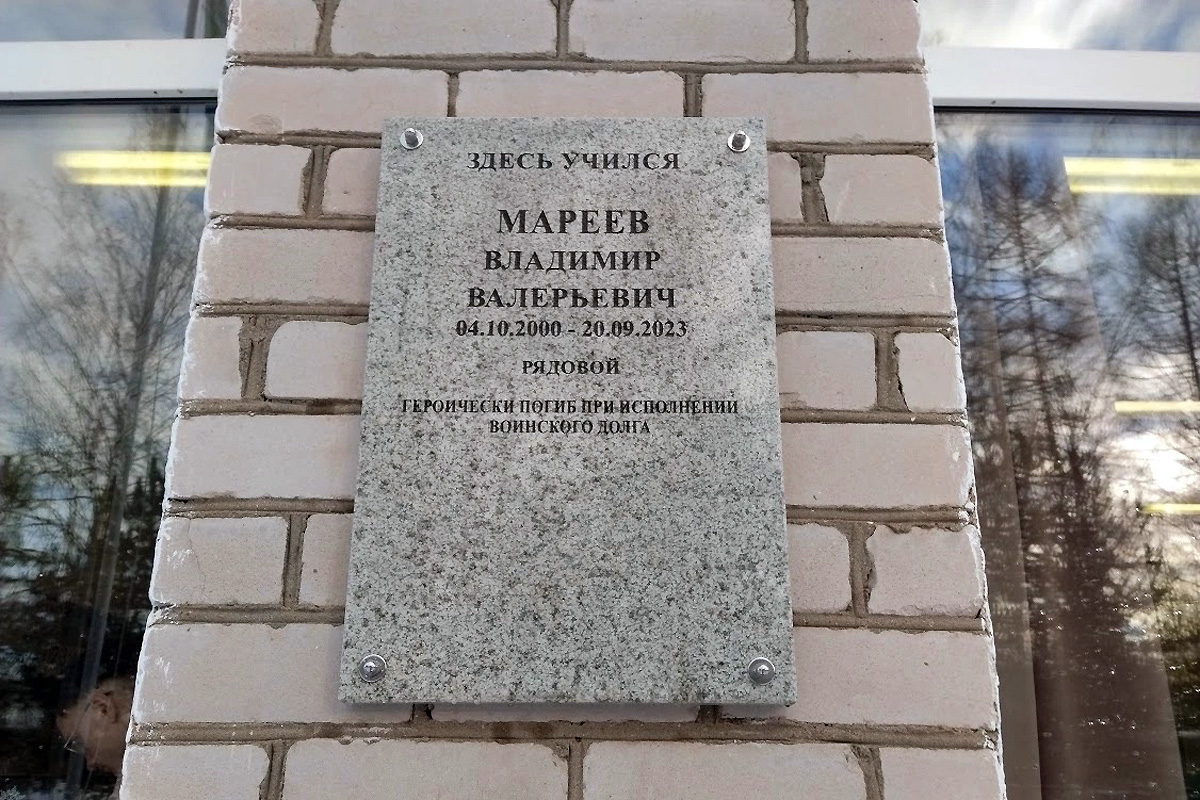 ЗДЕСЬ УЧИЛСЯ
МАРЕЕВ
ВЛАДИМИР
ВАЛЕРЬЕВИЧ
04.10.2000 - 20.09.2023
РЯДОВОЙ
ГЕРОИЧЕСКИ ПОГИБ ПРИ ИСПОЛНЕНИИ
ВОИНСКОГО ДОЛГА